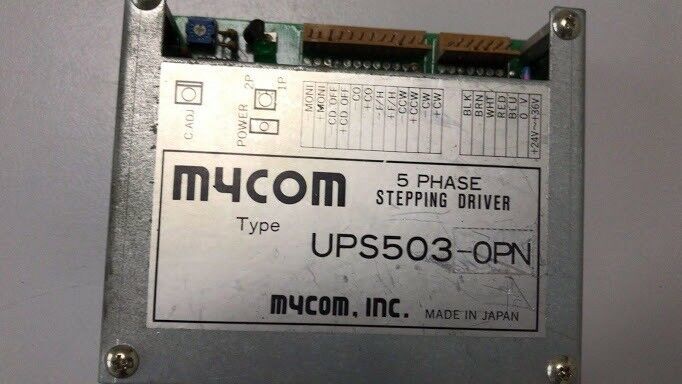 C.ADJ
POWER
2P
1P
-MON
+MONI
-CD OFF
+CD OFF
-CO
+CO
-F/H
+F/H
-CCW
+CCW
-CW
+CW
BLK
BRN
WHT
RED
BLU
0 V
+24V~+36V
mycom
5 PHASE
STEPPING DRIVER
Type
UPS503-0PN
mycom, INC.
MADE IN JAPAN